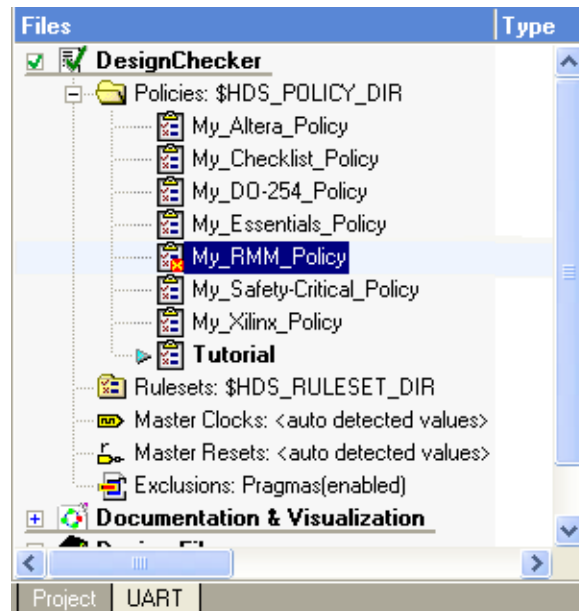 Files Type
DesignChecker
Policies: $HDS_POLICY_DIR
My_Altera_Policy
My_Checklist_Policy
My_DO-254_Policy
My_Essentials_Policy
My_RMM_Policy
My_Safety-Critical_Policy
My_Xilinx_Policy
Tutorial
Rulesets: $HDS_RULESET_DIR
Master Clocks: <auto detected values>
Master Resets: <auto detected values>
Exclusions: Pragmas(enabled)
Documentation & Visualization
Project UART